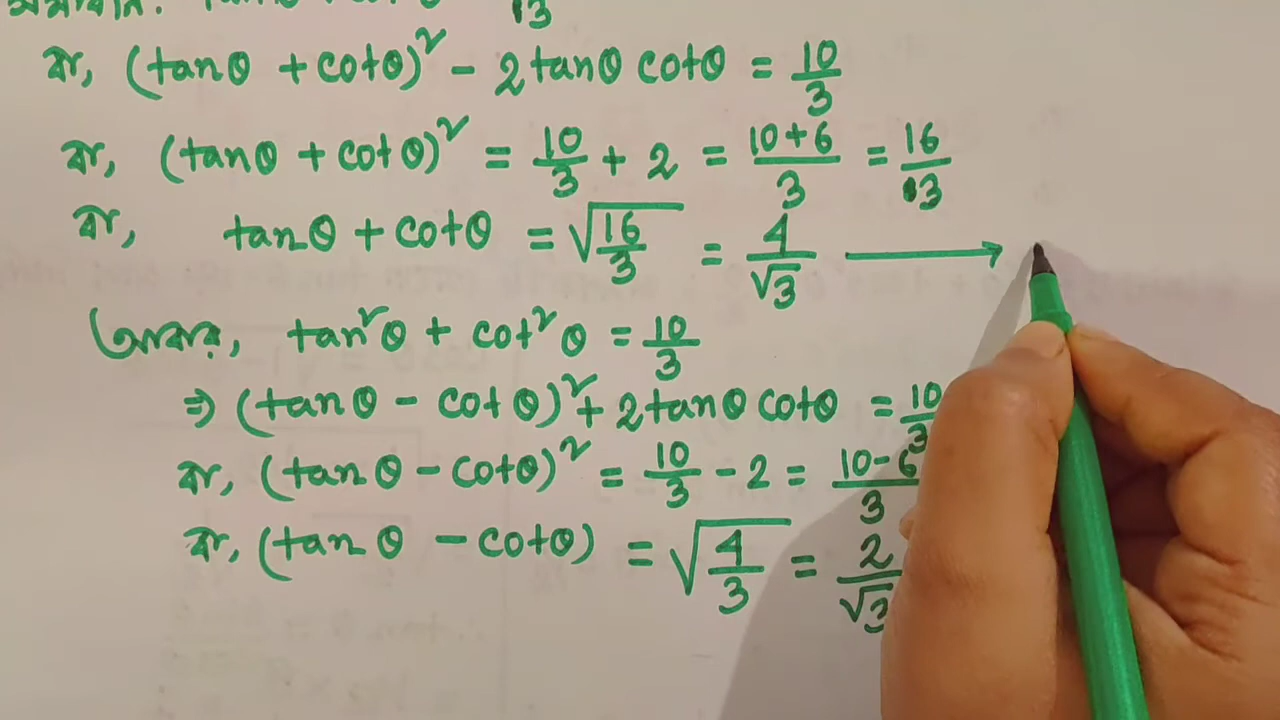 বা, (tanθ + cotθ)² - 2tanθ cotθ = 10/3
বা, (tanθ + cotθ)² = 10/3 + 2 = (10+6)/3 = 16/3
বা, tanθ + cotθ = √(16/3) = 4/√3 ⟶
আবার, tan²θ + cot²θ = 10/3
⇒ (tanθ - cotθ)² + 2tanθ cotθ = 10/3
বা, (tanθ - cotθ)² = 10/3 - 2 = (10-6)/3
বা, (tanθ - cotθ) = √(4/3) = 2/√3